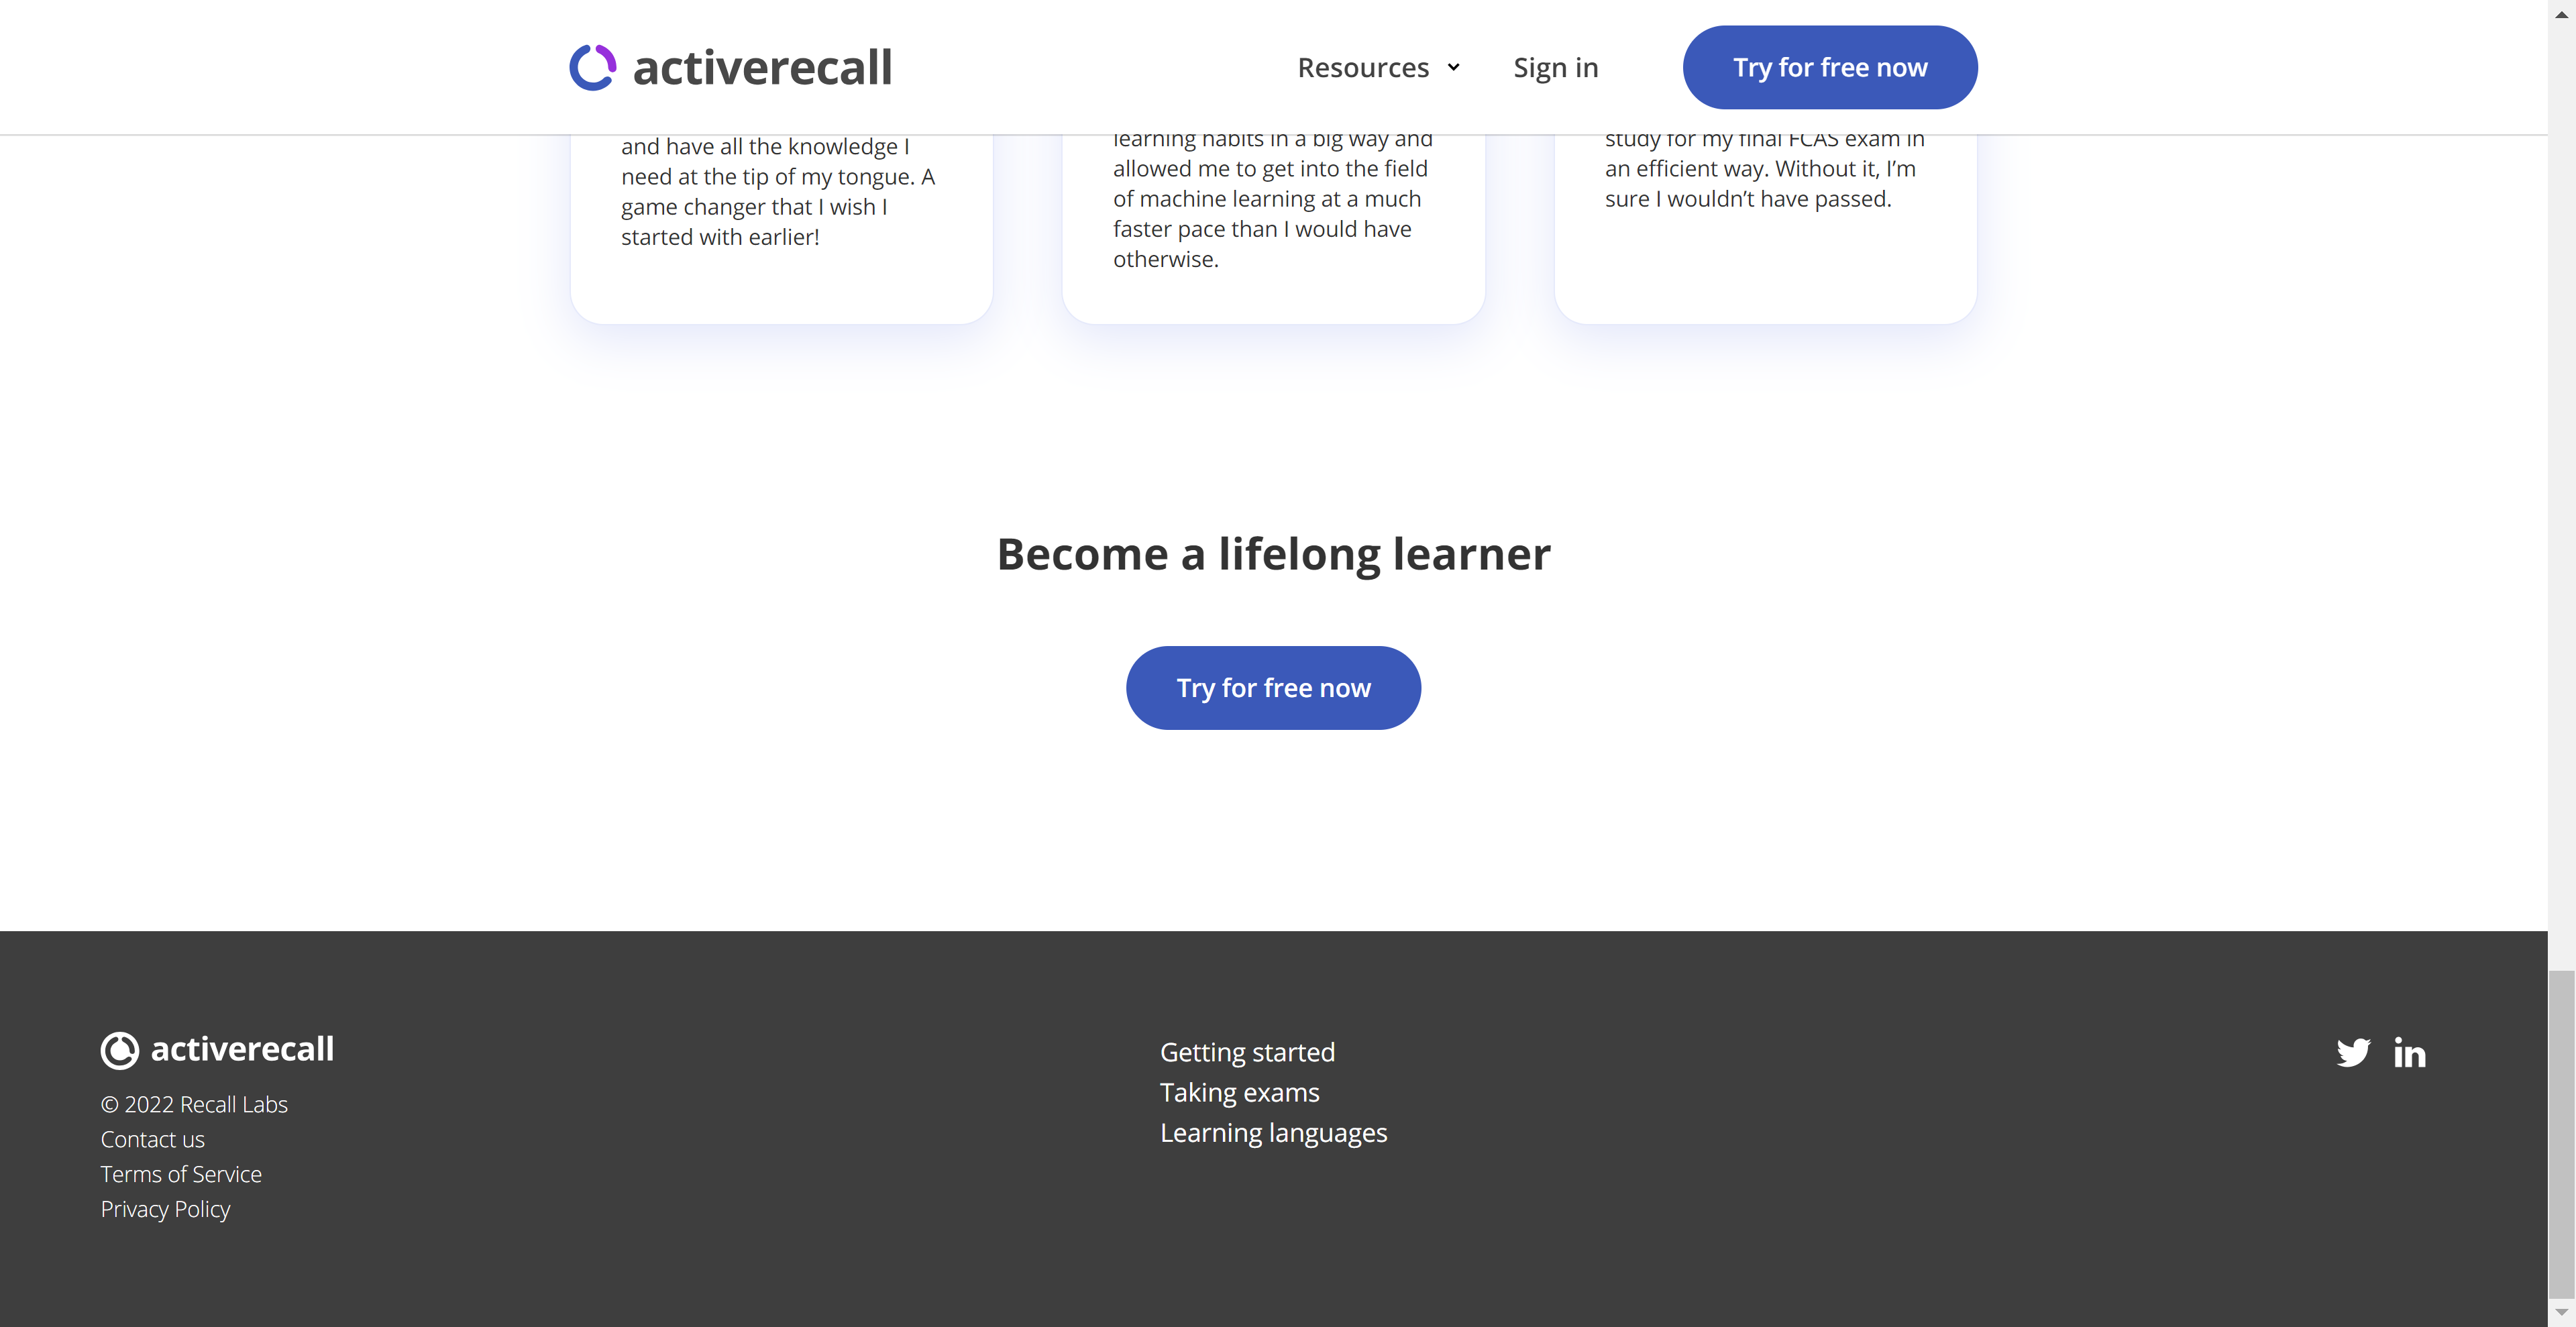 activerecall
Resources
Sign in
Try for free now
and have all the knowledge I
need at the tip of my tongue. A
game changer that I wish I
started with earlier!
learning habits in a big way and
allowed me to get into the field
of machine learning at a much
faster pace than I would have
otherwise.
study for my final FCAS exam in
an efficient way. Without it, I’m
sure I wouldn’t have passed.
Become a lifelong learner
Try for free now
activerecall
© 2022 Recall Labs
Contact us
Terms of Service
Privacy Policy
Getting started
Taking exams
Learning languages
in